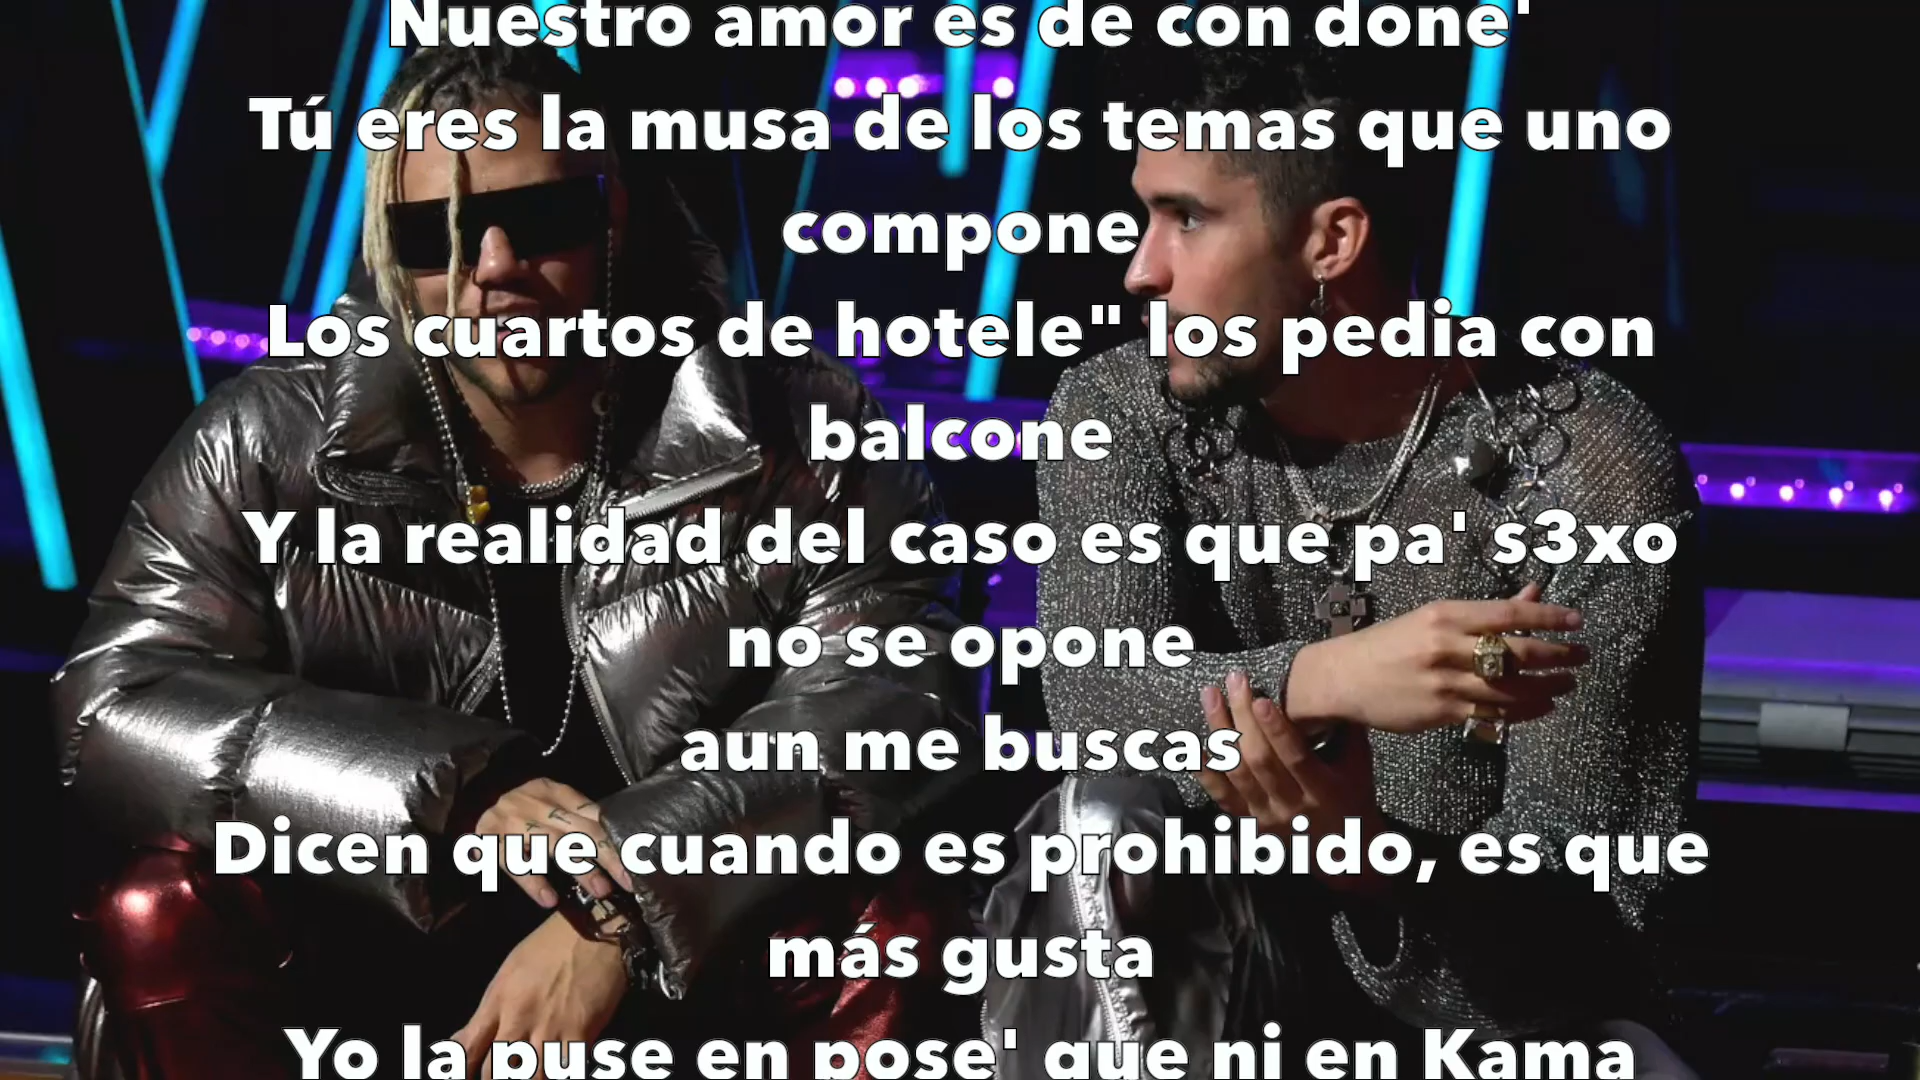 Nuestro amor es de con done'
Tú eres la musa de los temas que uno
compone
Los cuartos de hotele" los pedia con
balcone
Y la realidad del caso es que pa' s3xo
no se opone
aun me buscas
Dicen que cuando es prohibido, es que
más gusta
Yo la puse en pose' que ni en Kama